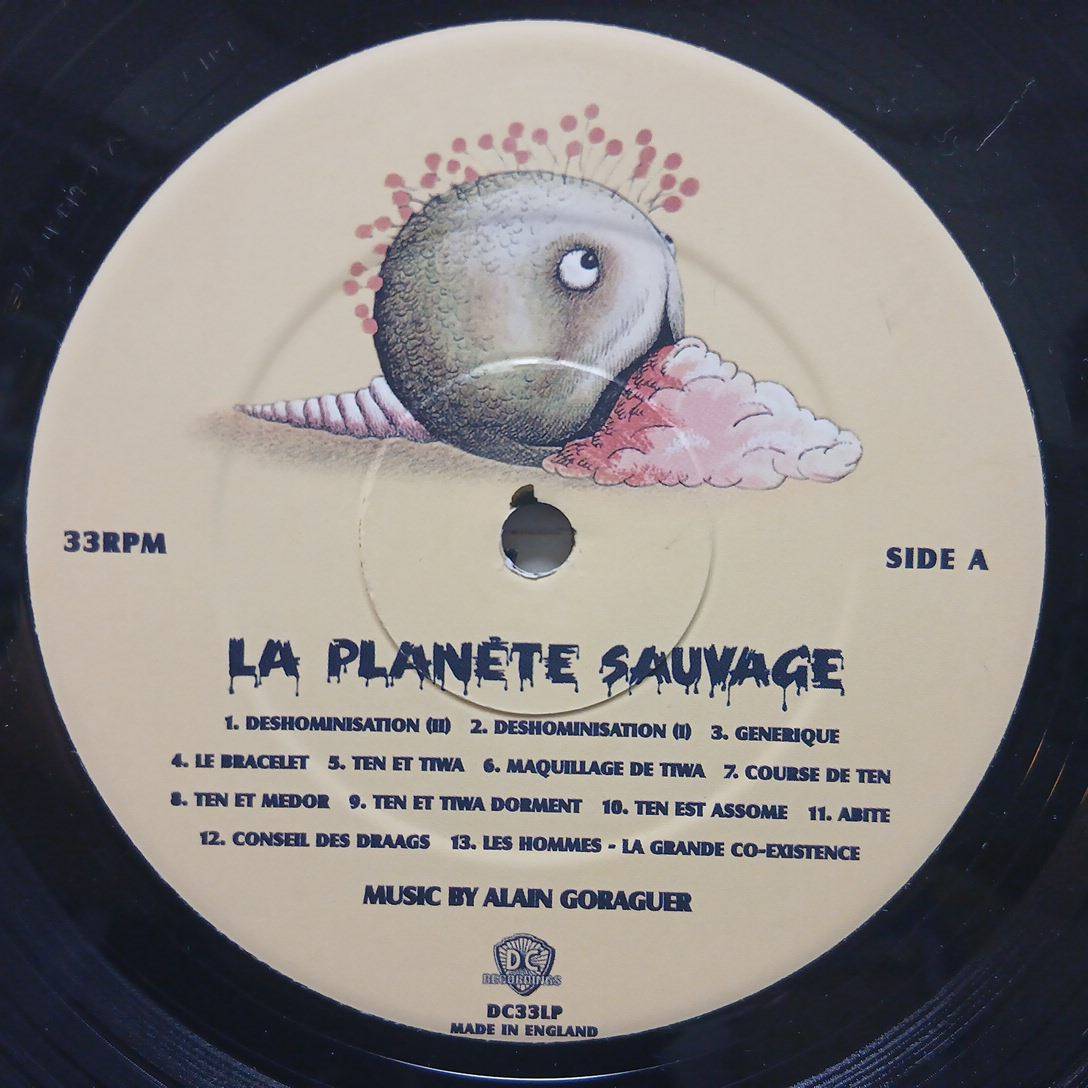 33RPM
SIDE A
LA PLANÈTE SAUVAGE
1. DESHOMINISATION (II) 2. DESHOMINISATION (I) 3. GENERIQUE
4. LE BRACELET 5. TEN ET TIWA 6. MAQUILLAGE DE TIWA 7. COURSE DE TEN
8. TEN ET MEDOR 9. TEN ET TIWA DORMENT 10. TEN EST ASSOME 11. ABITE
12. CONSEIL DES DRAAGS 13. LES HOMMES - LA GRANDE CO-EXISTENCE
MUSIC BY ALAIN GORAGUER
DC
RECORDINGS
DC33LP
MADE IN ENGLAND